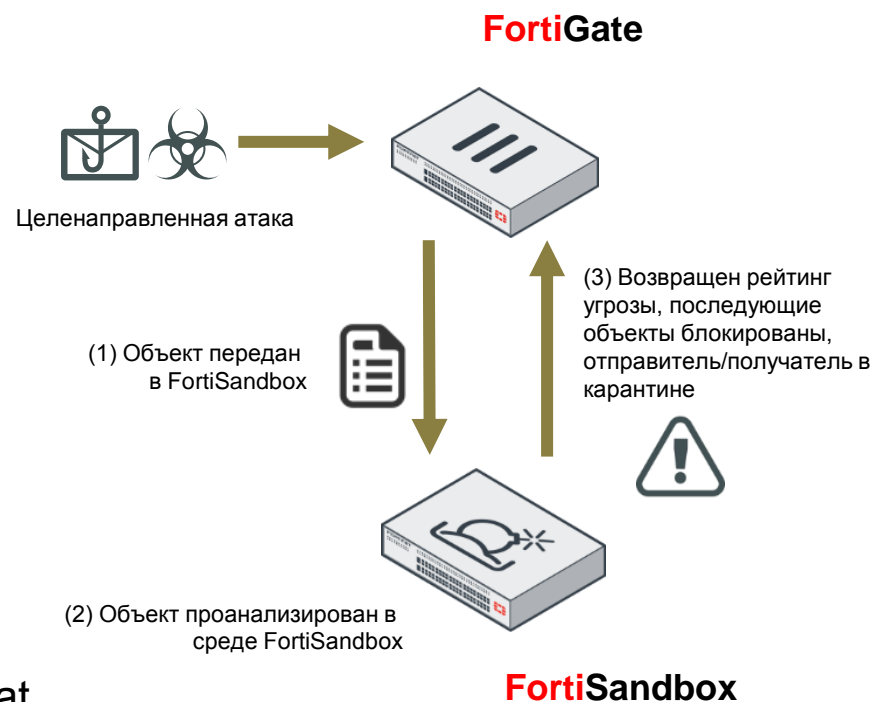 FortiGate
Целенаправленная атака
(3) Возвращен рейтинг
угрозы, последующие
объекты блокированы,
отправитель/получатель в
карантине
(1) Объект передан
в FortiSandbox
(2) Объект проанализирован в
среде FortiSandbox
FortiSandbox